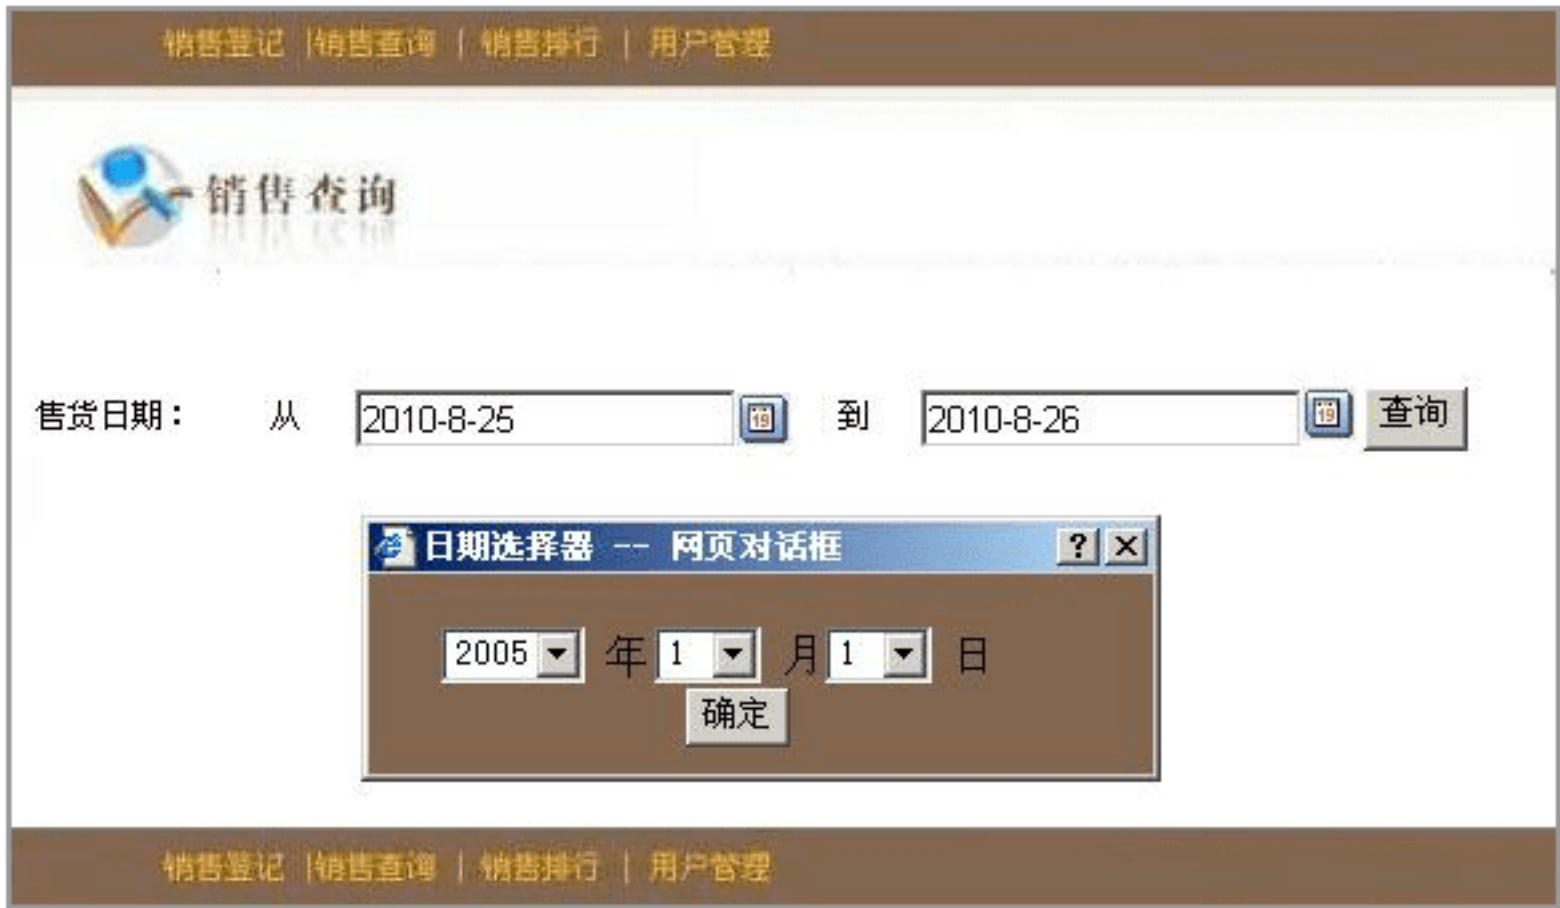 销售登记 |销售查询 | 销售排行 | 用户管理
销售查询
售货日期： 从 2010-8-25 19 到 2010-8-26 19 查询
日期选择器 -- 网页对话框 ? ×
2005 年 1 月 1 日
确定
销售登记 |销售查询 | 销售排行 | 用户管理